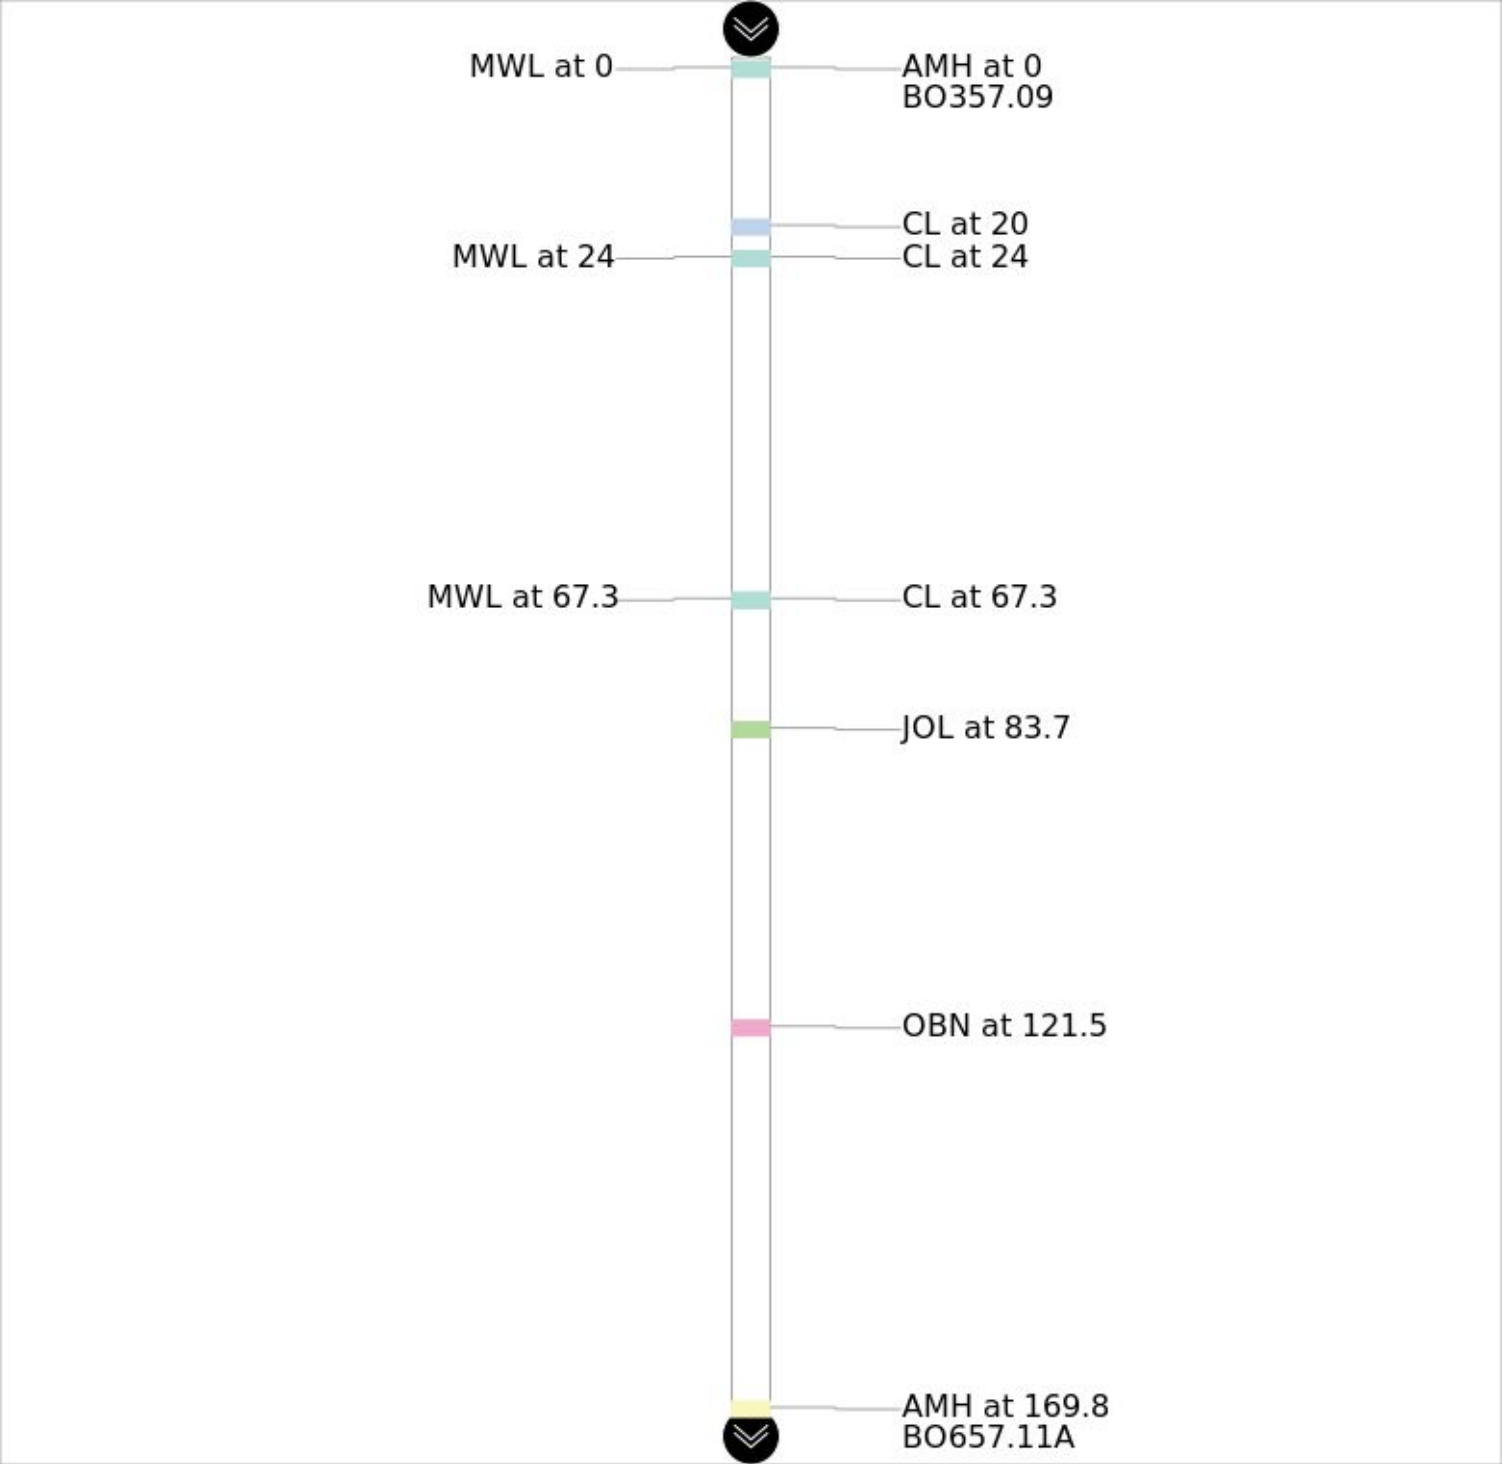 MWL at 0
AMH at 0
BO357.09
CL at 20
MWL at 24
CL at 24
MWL at 67.3
CL at 67.3
JOL at 83.7
OBN at 121.5
AMH at 169.8
BO657.11A